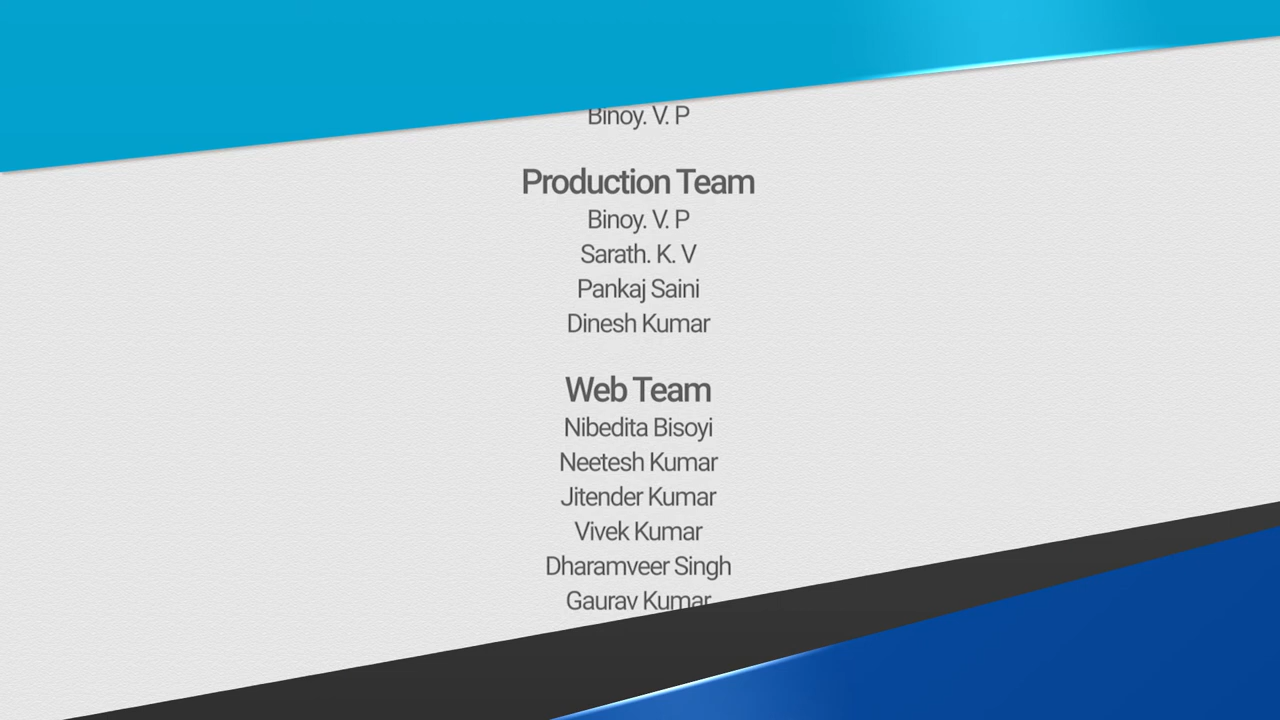 Binoy. V. P
Production Team
Binoy. V. P
Sarath. K. V
Pankaj Saini
Dinesh Kumar
Web Team
Nibedita Bisoyi
Neetesh Kumar
Jitender Kumar
Vivek Kumar
Dharamveer Singh
Gaurav Kumar